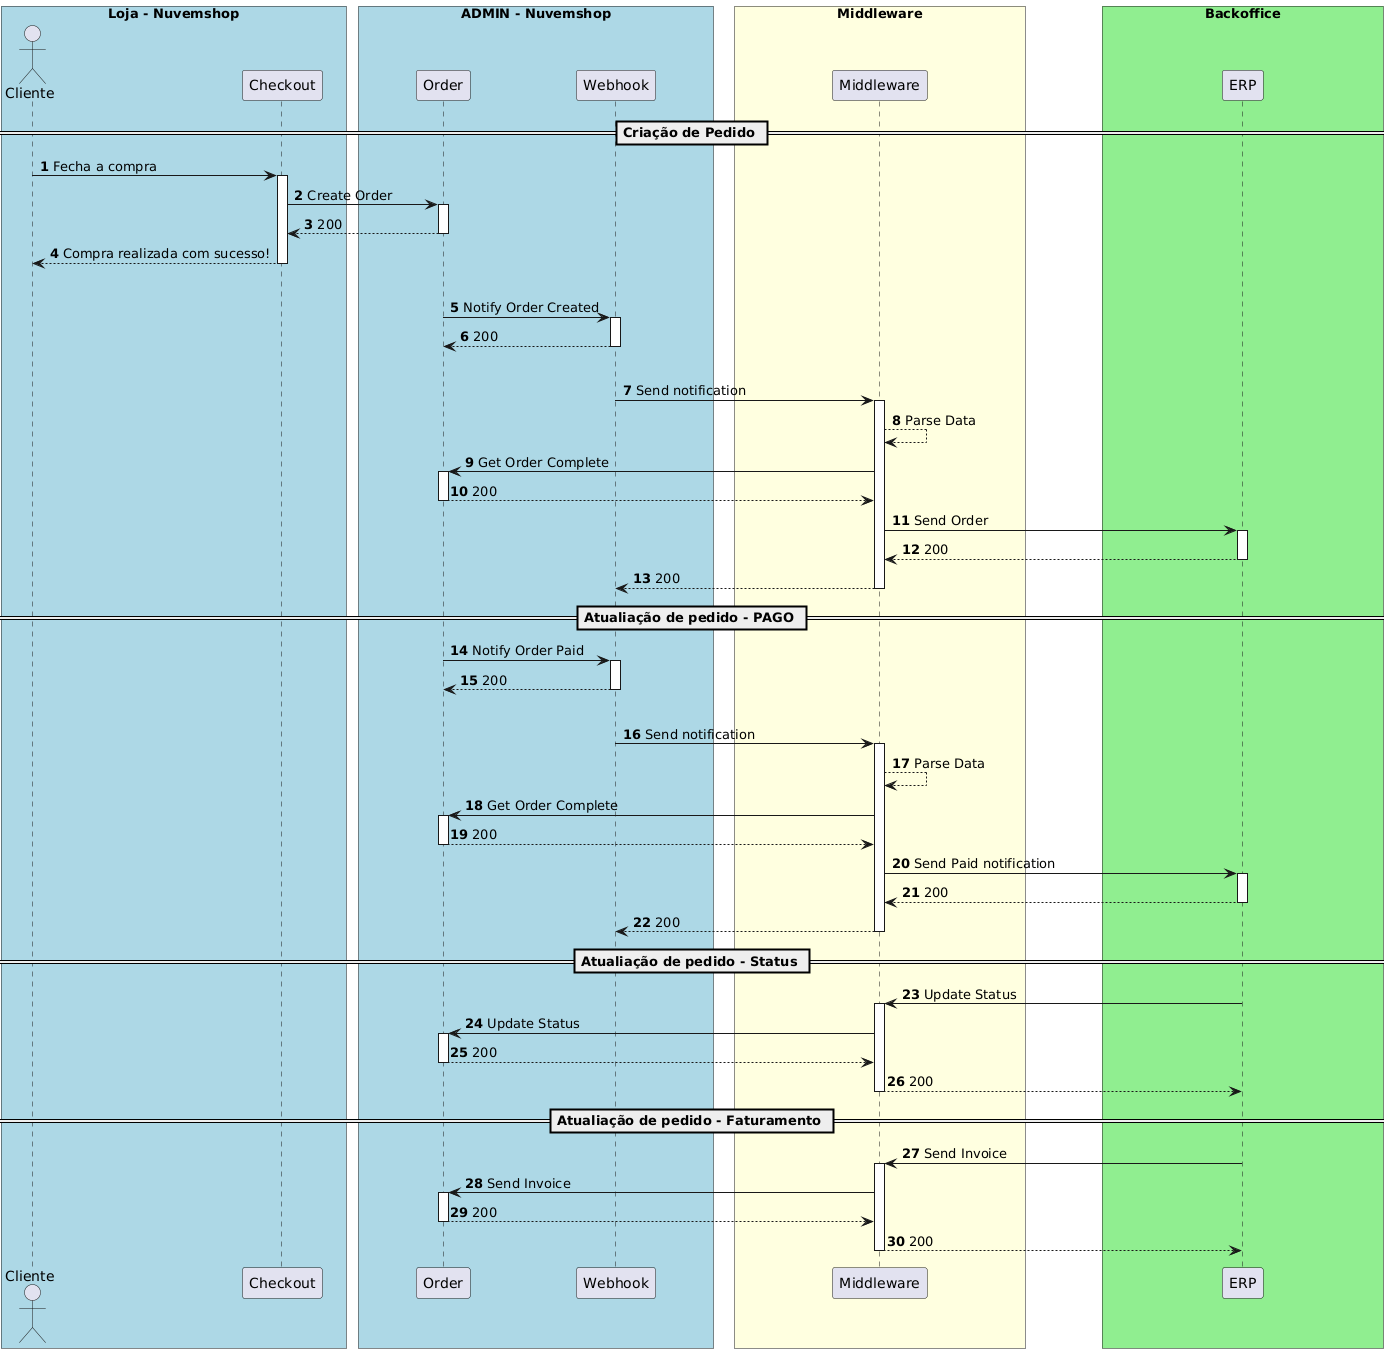 Loja - Nuvemshop
ADMIN - Nuvemshop
Middleware
Backoffice
Cliente
Checkout
Order
Webhook
Middleware
ERP
Criação de Pedido
1 Fecha a compra
2 Create Order
3 200
4 Compra realizada com sucesso!
5 Notify Order Created
6 200
7 Send notification
8 Parse Data
9 Get Order Complete
10 200
11 Send Order
12 200
13 200
Atualiação de pedido - PAGO
14 Notify Order Paid
15 200
16 Send notification
17 Parse Data
18 Get Order Complete
19 200
20 Send Paid notification
21 200
22 200
Atualiação de pedido - Status
23 Update Status
24 Update Status
25 200
26 200
Atualiação de pedido - Faturamento
27 Send Invoice
28 Send Invoice
29 200
30 200
Cliente
Checkout
Order
Webhook
Middleware
ERP